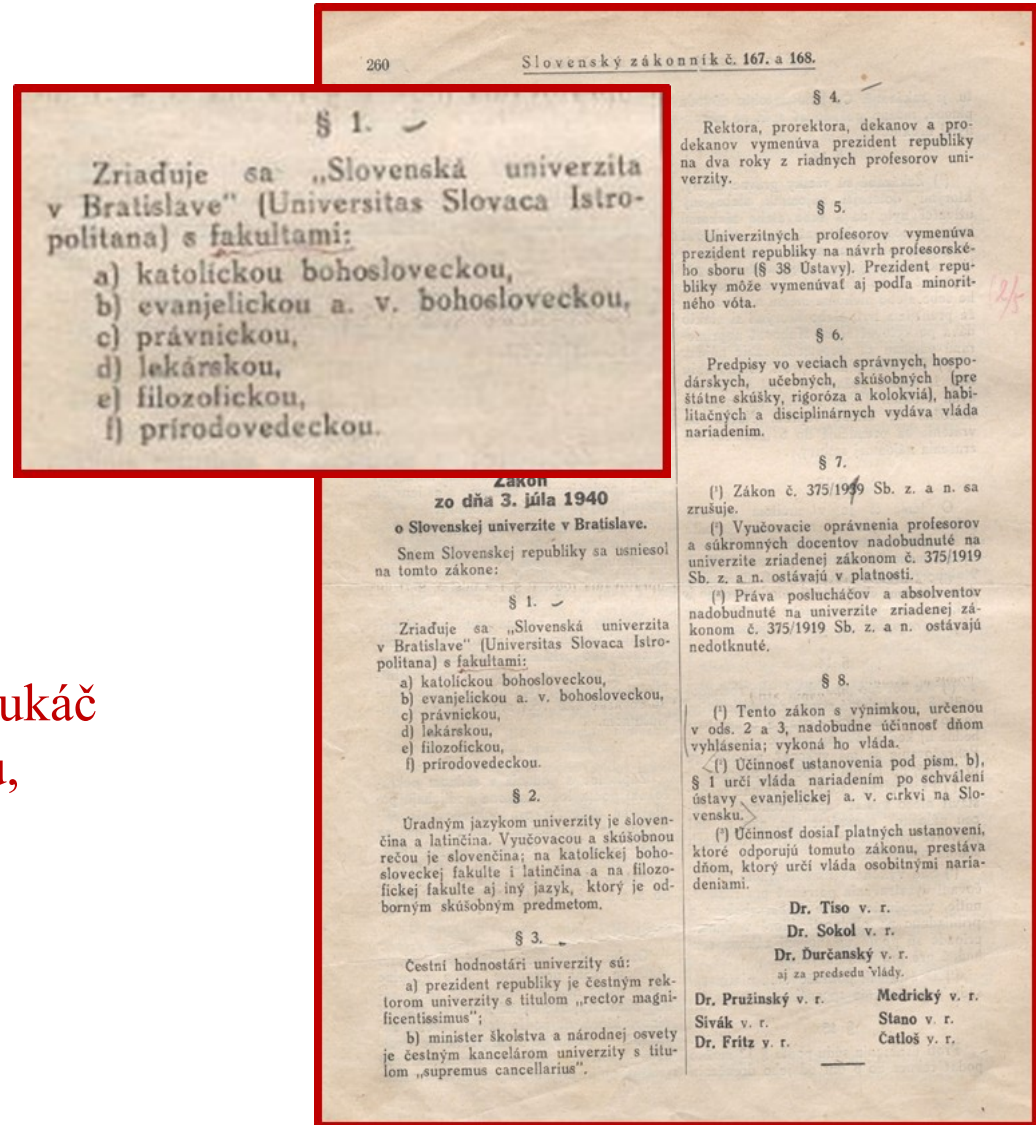 260
Slovenský zákonník č. 167. a 168.
§ 1.
Zriaďuje sa „Slovenská univerzita
v Bratislave" (Universitas Slovaca Istro-
politana) s fakultami:
a) katolíckou bohosloveckou,
b) evanjelickou a. v. bohosloveckou,
c) právnickou,
d) lekárskou,
e) filozofickou,
f) prírodovedeckou.
ukáč
Zákon
zo dňa 3. júla 1940
o Slovenskej univerzite v Bratislave.
Snem Slovenskej republiky sa usniesol
na tomto zákone:
§ 1.
Zriaďuje sa „Slovenská univerzita
v Bratislave" (Universitas Slovaca Istro-
politana) s fakultami:
a) katolíckou bohosloveckou,
b) evanjelickou a. v. bohosloveckou,
c) právnickou,
d) lekárskou,
e) filozofickou,
f) prírodovedeckou.
§ 2.
Úradným jazykom univerzity je sloven-
čina a latinčina. Vyučovacou a skúšobnou
rečou je slovenčina; na katolíckej boho-
sloveckej fakulte i latinčina a na filozo-
fickej fakulte aj iný jazyk, ktorý je od-
borným skúšobným predmetom.
§ 3.
Čestní hodnostári univerzity sú:
a) prezident republiky je čestným rek-
torom univerzity s titulom „rector magni-
ficentissimus";
b) minister školstva a národnej osvety
je čestným kancelárom univerzity s titu-
lom „supremus cancellarius".
§ 4.
Rektora, prorektora, dekanov a pro-
dekanov vymenúva prezident republiky
na dva roky z riadnych profesorov uni-
verzity.
§ 5.
Univerzitných profesorov vymenúva
prezident republiky na návrh profesorské-
ho sboru (§ 38 Ústavy). Prezident repu-
bliky môže vymenúvať aj podľa minorit-
ného vóta.
§ 6.
Predpisy vo veciach správnych, hospo-
dárskych, učebných, skúšobných (pre
štátne skúšky, rigoróza a kolokviá), habi-
litačných a disciplinárnych vydáva vláda
nariadením.
§ 7.
(¹) Zákon č. 375/1919 Sb. z. a n. sa
zrušuje.
(²) Vyučovacie oprávnenia profesorov
a súkromných docentov nadobudnuté na
univerzite zriadenej zákonom č. 375/1919
Sb. z. a n. ostávajú v platnosti.
(³) Práva poslucháčov a absolventov
nadobudnuté na univerzite zriadenej zá-
konom č. 375/1919 Sb. z. a n. ostávajú
nedotknuté.
§ 8.
(¹) Tento zákon s výnimkou, určenou
v ods. 2 a 3, nadobudne účinnosť dňom
vyhlásenia; vykoná ho vláda.
(²) Účinnosť ustanovenia pod písm. b),
§ 1 určí vláda nariadením po schválení
ústavy evanjelickej a. v. cirkvi na Slo-
vensku.
(³) Účinnosť dosiaľ platných ustanovení,
ktoré odporujú tomuto zákonu, prestáva
dňom, ktorý určí vláda osobitnými naria-
deniami.
Dr. Tiso v. r.
Dr. Sokol v. r.
Dr. Ďurčanský v. r.
aj za predsedu vlády.
Dr. Pružinský v. r. Medrický v. r.
Sivák v. r. Stano v. r.
Dr. Fritz v. r. Čatloš v. r.